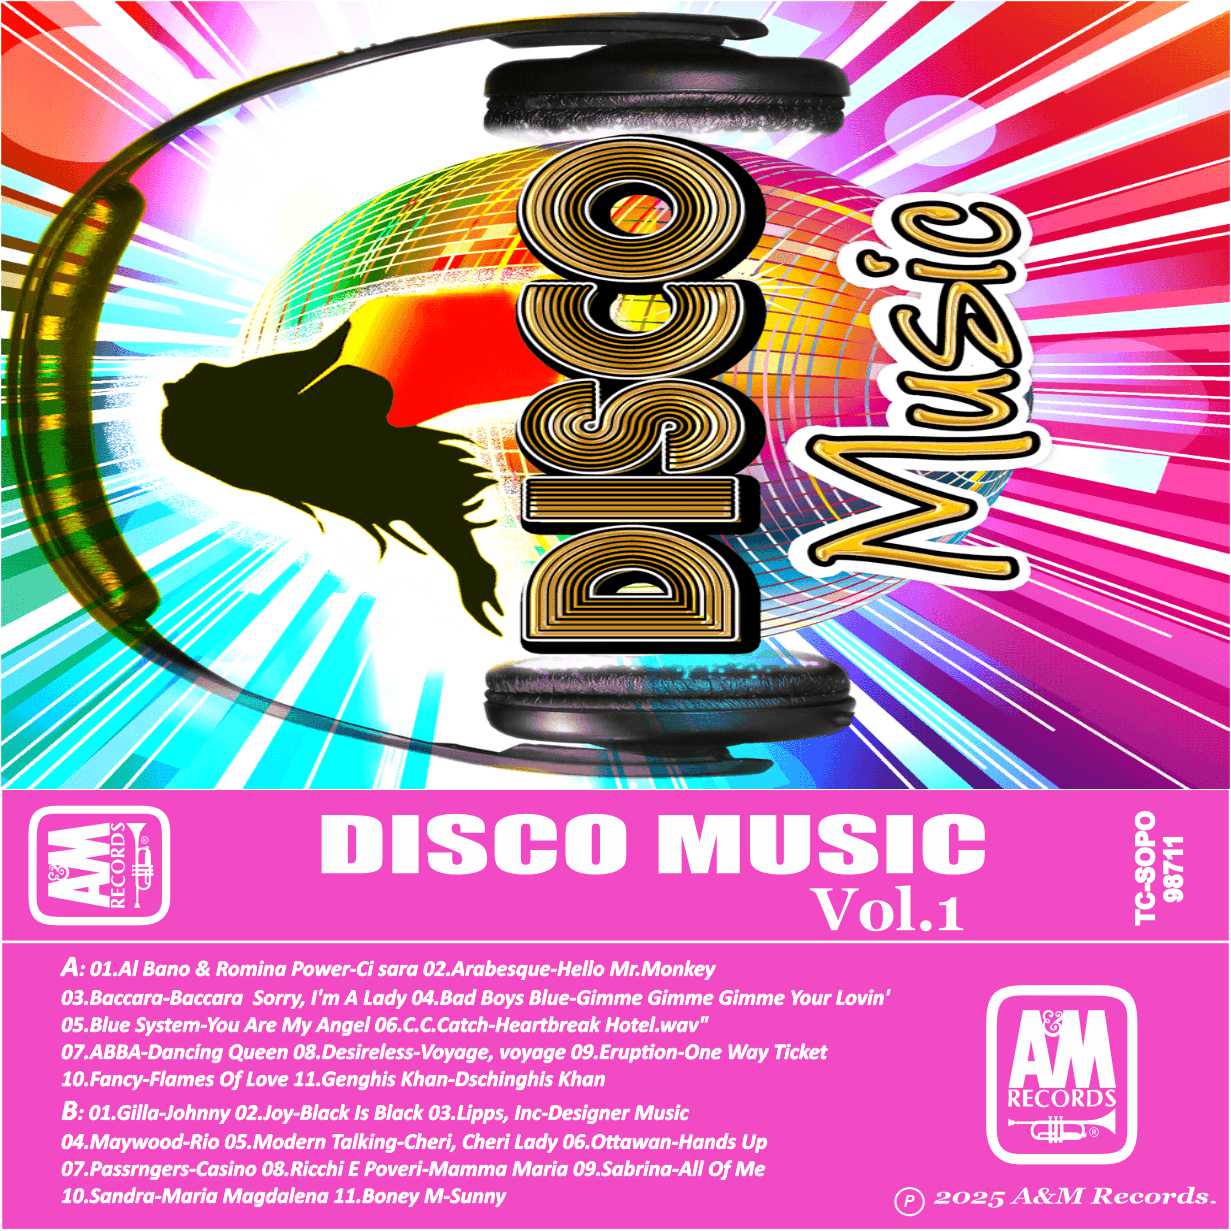 DISCO
Music
A&M
RECORDS
®
DISCO MUSIC
Vol.1
TC-SOPO
98711
A: 01.Al Bano & Romina Power-Ci sara 02.Arabesque-Hello Mr.Monkey
03.Baccara-Baccara  Sorry, I'm A Lady 04.Bad Boys Blue-Gimme Gimme Gimme Your Lovin'
05.Blue System-You Are My Angel 06.C.C.Catch-Heartbreak Hotel.wav"
07.ABBA-Dancing Queen 08.Desireless-Voyage, voyage 09.Eruption-One Way Ticket
10.Fancy-Flames Of Love 11.Genghis Khan-Dschinghis Khan
B: 01.Gilla-Johnny 02.Joy-Black Is Black 03.Lipps, Inc-Designer Music
04.Maywood-Rio 05.Modern Talking-Cheri, Cheri Lady 06.Ottawan-Hands Up
07.Passrngers-Casino 08.Ricchi E Poveri-Mamma Maria 09.Sabrina-All Of Me
10.Sandra-Maria Magdalena 11.Boney M-Sunny
A&M
RECORDS
®
℗ 2025 A&M Records.